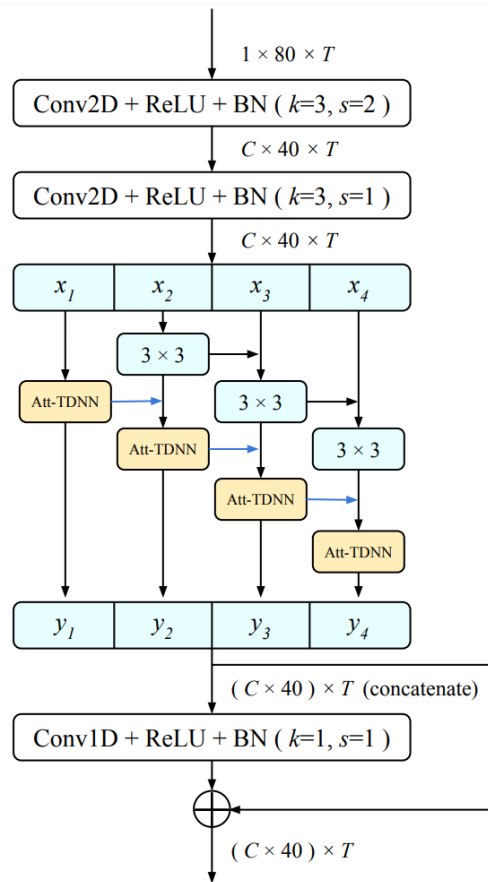 1 × 80 × T
Conv2D + ReLU + BN ( k=3, s=2 )
C × 40 × T
Conv2D + ReLU + BN ( k=3, s=1 )
C × 40 × T
x₁ x₂ x₃ x₄
3 × 3
Att-TDNN 3 × 3
Att-TDNN 3 × 3
Att-TDNN
Att-TDNN
y₁ y₂ y₃ y₄
( C × 40 ) × T (concatenate)
Conv1D + ReLU + BN ( k=1, s=1 )
( C × 40 ) × T